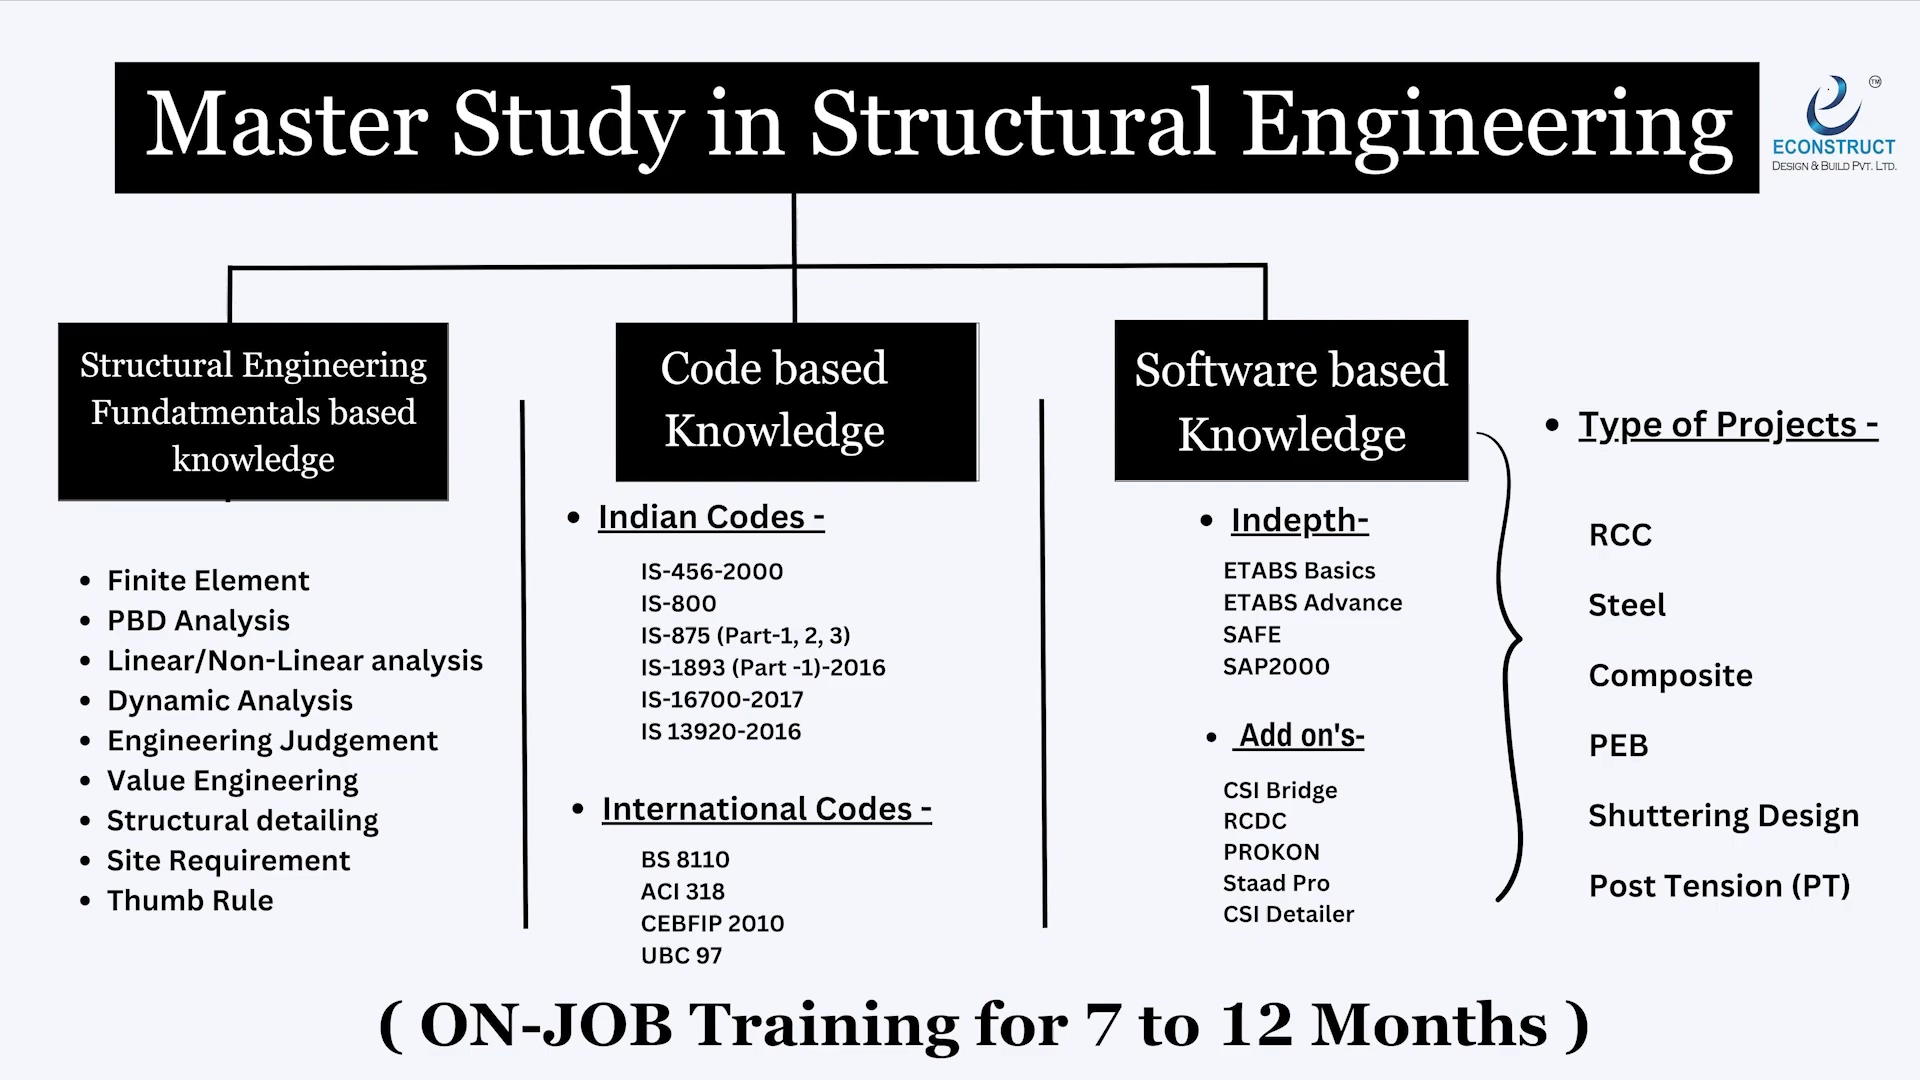 Master Study in Structural Engineering
TM
ECONSTRUCT
DESIGN & BUILD PVT. LTD.
Structural Engineering
Fundatmentals based
knowledge
• Finite Element
• PBD Analysis
• Linear/Non-Linear analysis
• Dynamic Analysis
• Engineering Judgement
• Value Engineering
• Structural detailing
• Site Requirement
• Thumb Rule
Code based
Knowledge
• Indian Codes -
IS-456-2000
IS-800
IS-875 (Part-1, 2, 3)
IS-1893 (Part -1)-2016
IS-16700-2017
IS 13920-2016
• International Codes -
BS 8110
ACI 318
CEBFIP 2010
UBC 97
Software based
Knowledge
• Indepth-
ETABS Basics
ETABS Advance
SAFE
SAP2000
• Add on's-
CSI Bridge
RCDC
PROKON
Staad Pro
CSI Detailer
• Type of Projects -
RCC
Steel
Composite
PEB
Shuttering Design
Post Tension (PT)
( ON-JOB Training for 7 to 12 Months )